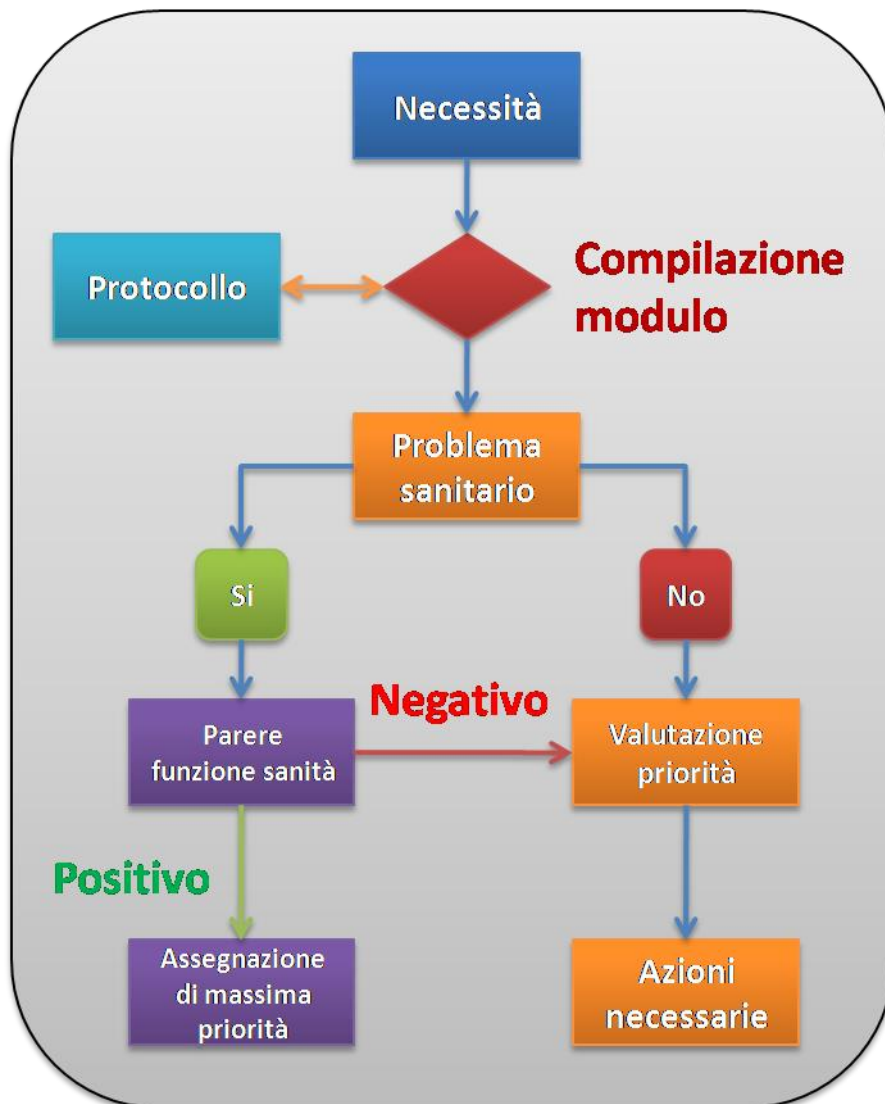 Necessità
Protocollo
Compilazione
modulo
Problema
sanitario
Si
No
Negativo
Parere
funzione sanità
Valutazione
priorità
Positivo
Assegnazione
di massima
priorità
Azioni
necessarie